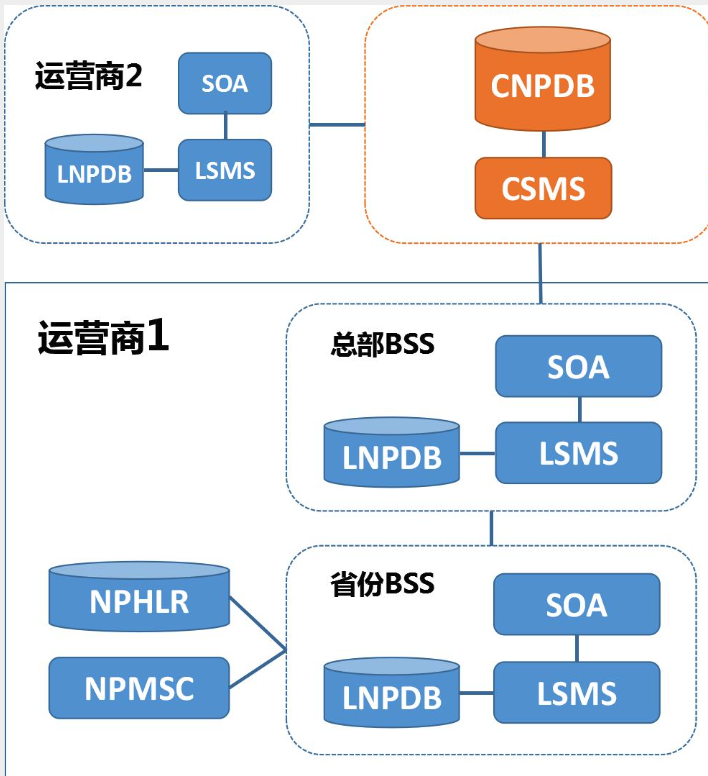 运营商2
SOA
LNPDB
LSMS
CNPDB
CSMS
运营商1
总部BSS
SOA
LNPDB
LSMS
省份BSS
NPHLR
SOA
NPMSC
LNPDB
LSMS